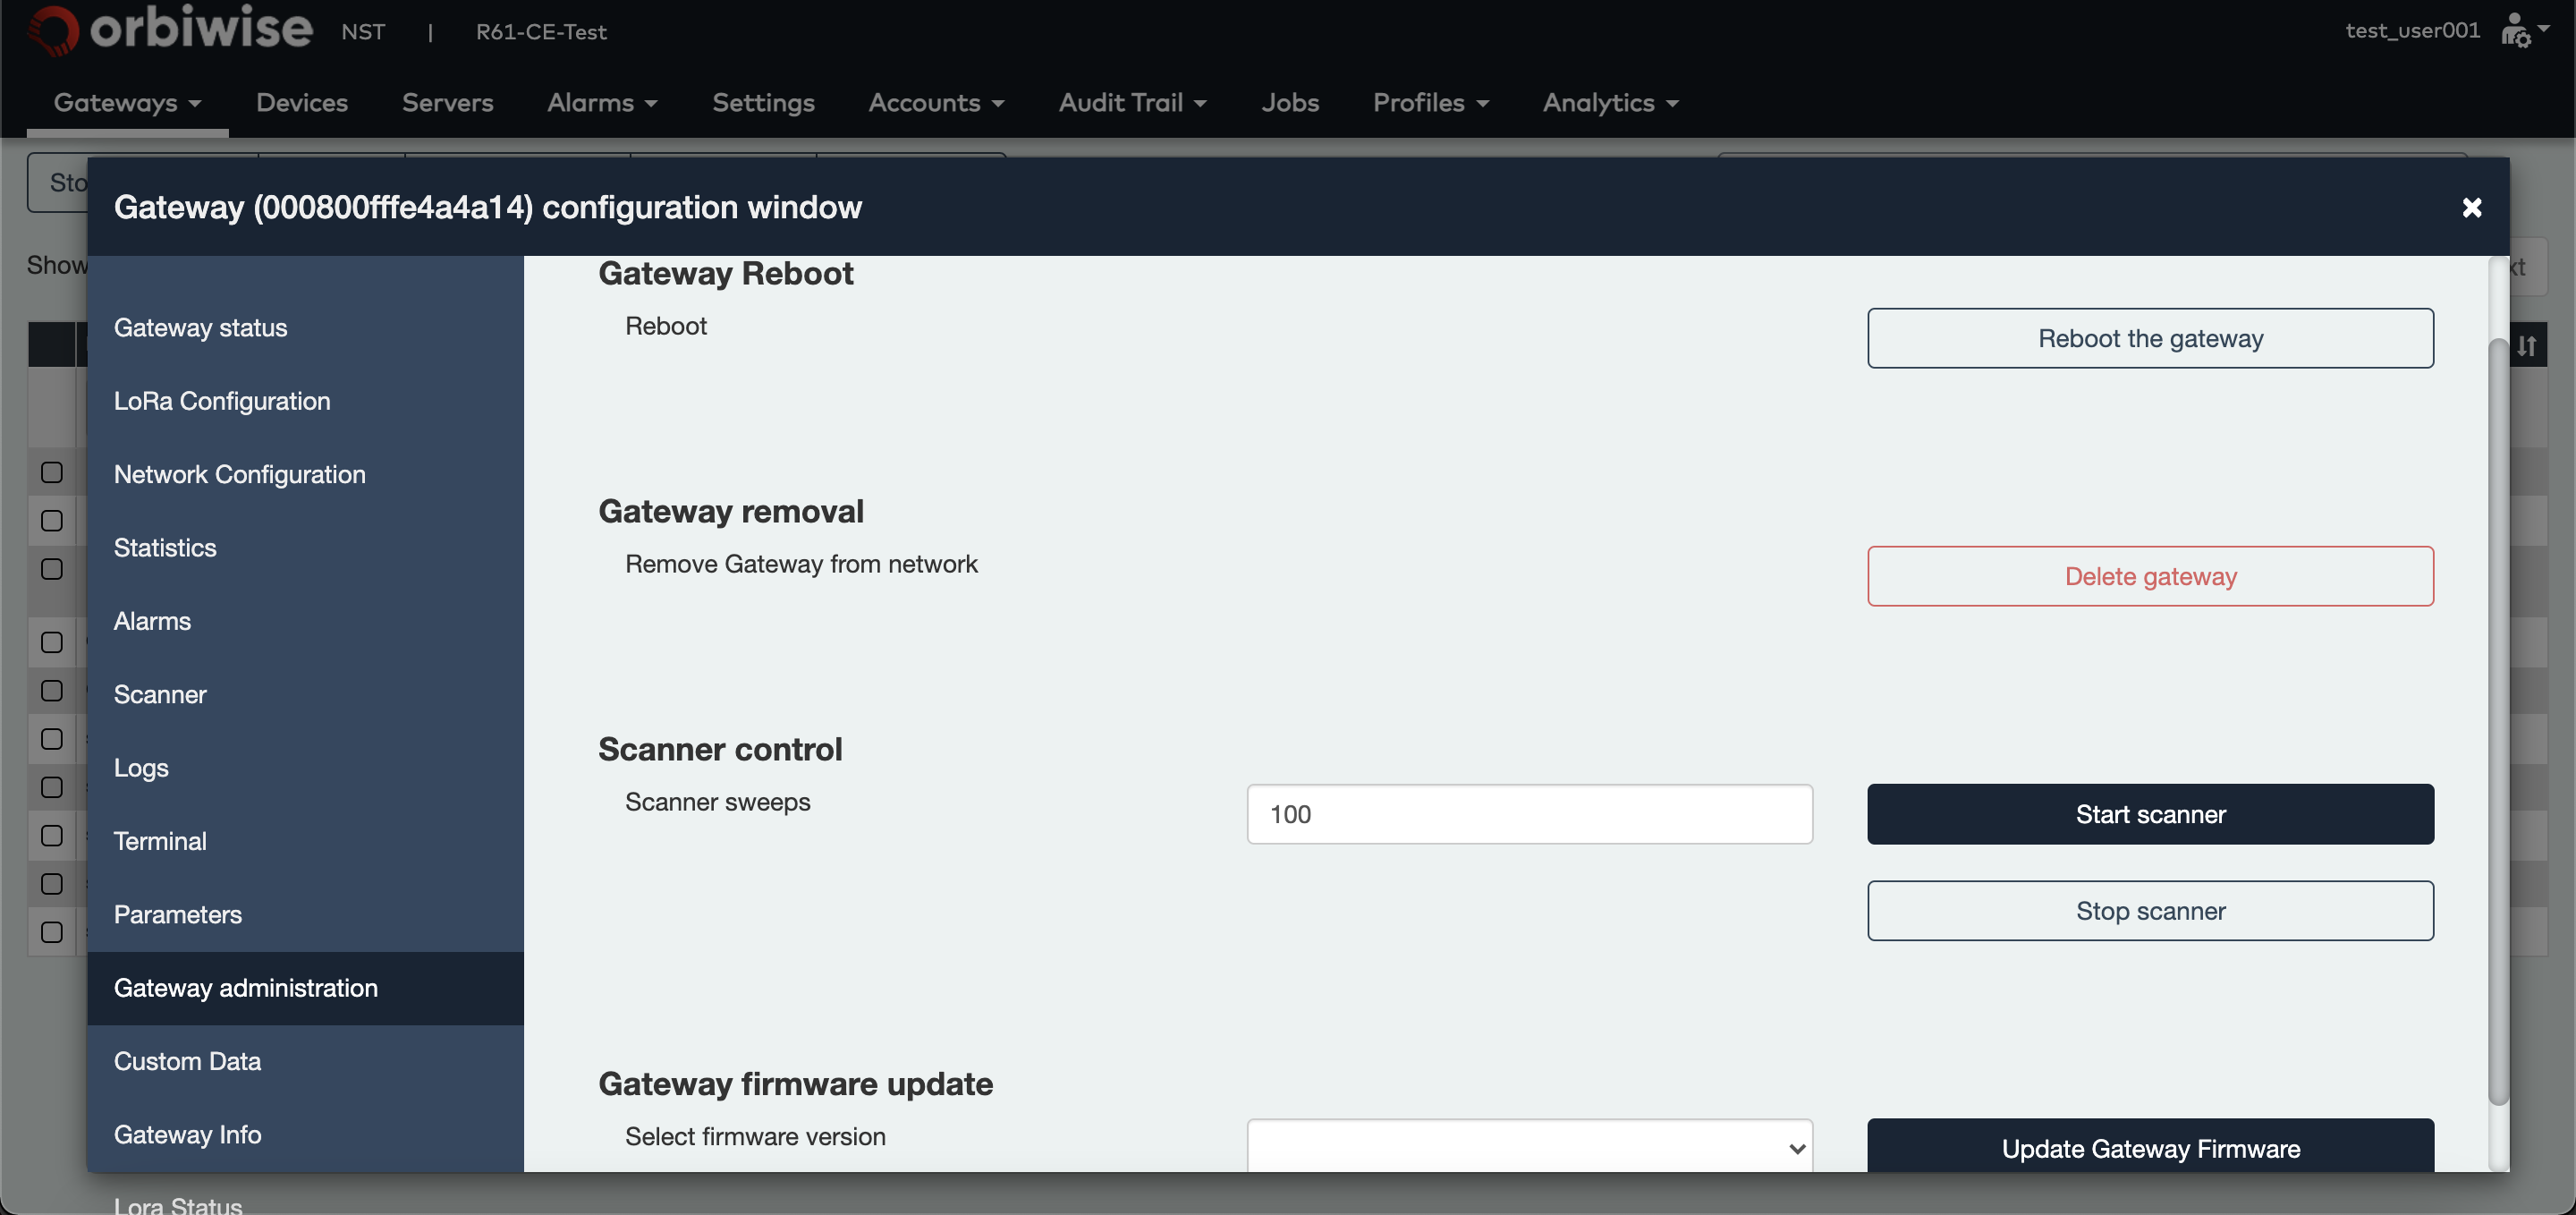 orbiwise NST | R61-CE-Test test_user001
Gateways Devices Servers Alarms Settings Accounts Audit Trail Jobs Profiles Analytics
Gateway (000800fffe4a4a14) configuration window
Show
Gateway status
LoRa Configuration
Network Configuration
Statistics
Alarms
Scanner
Logs
Terminal
Parameters
Gateway administration
Custom Data
Gateway Info
Lora Status
Gateway Reboot
Reboot Reboot the gateway
Gateway removal
Remove Gateway from network Delete gateway
Scanner control
Scanner sweeps 100 Start scanner
Stop scanner
Gateway firmware update
Select firmware version Update Gateway Firmware